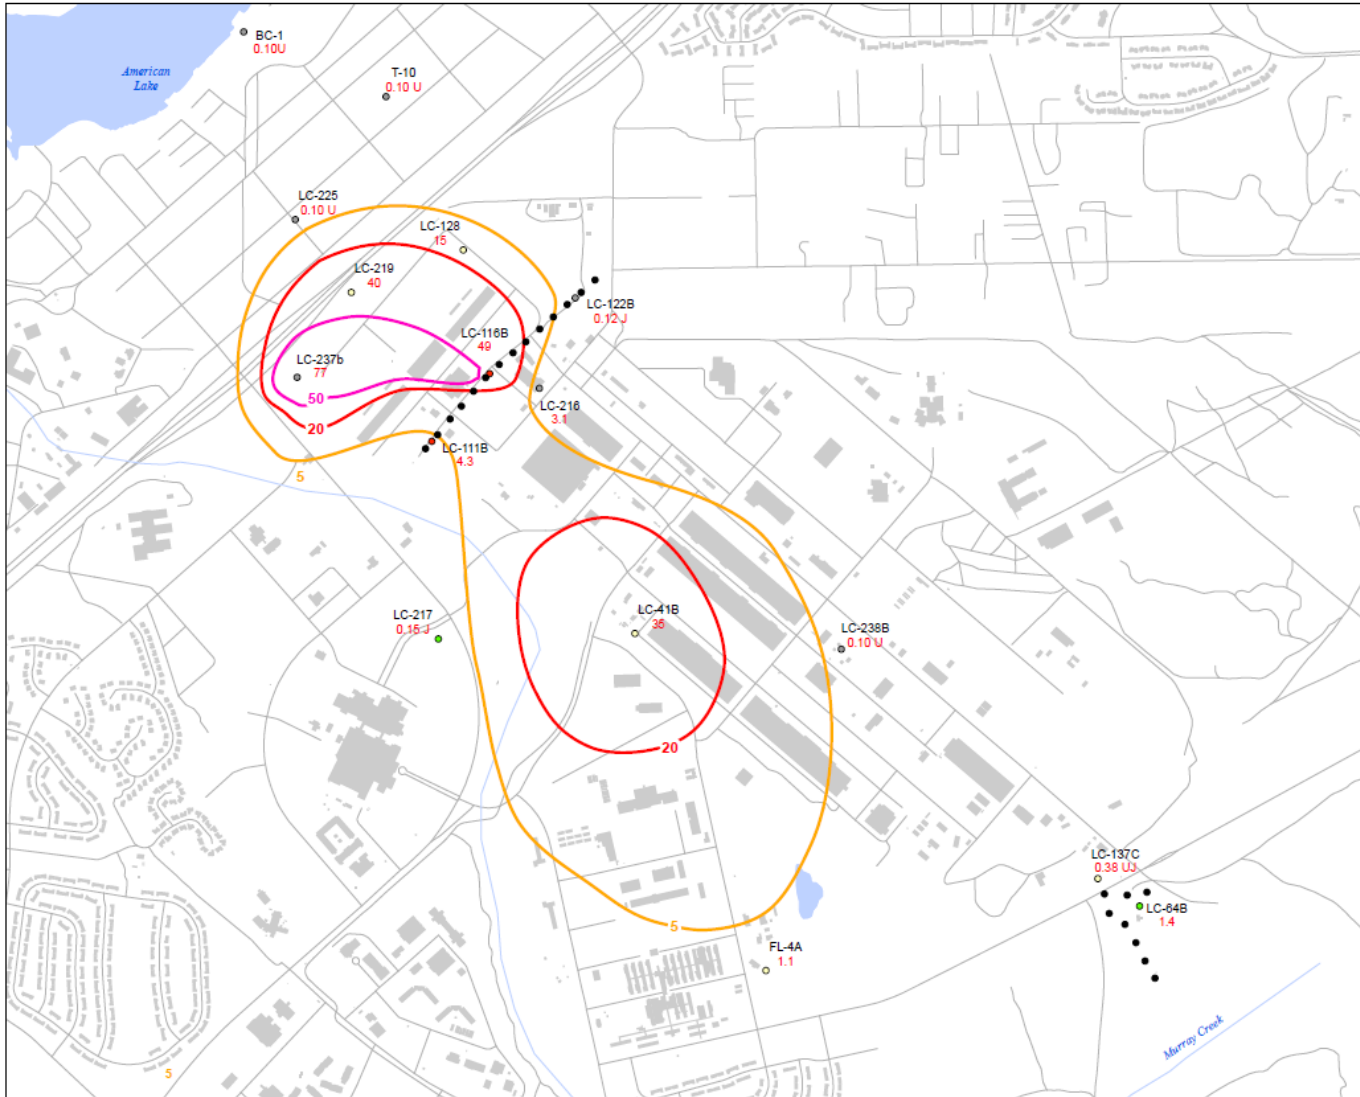 BC-1
0.10U
American
Lake
T-10
0.10 U
LC-225
0.10 U
LC-128
15
LC-219
40
LC-122B
0.12 J
LC-116B
49
LC-237b
77
50
LC-216
3.1
20
LC-111B
4.3
5
LC-41B
35
LC-217
0.15 J
LC-238B
0.10 U
20
LC-137C
0.38 UJ
LC-64B
1.4
5
FL-4A
1.1
Murray Creek
5